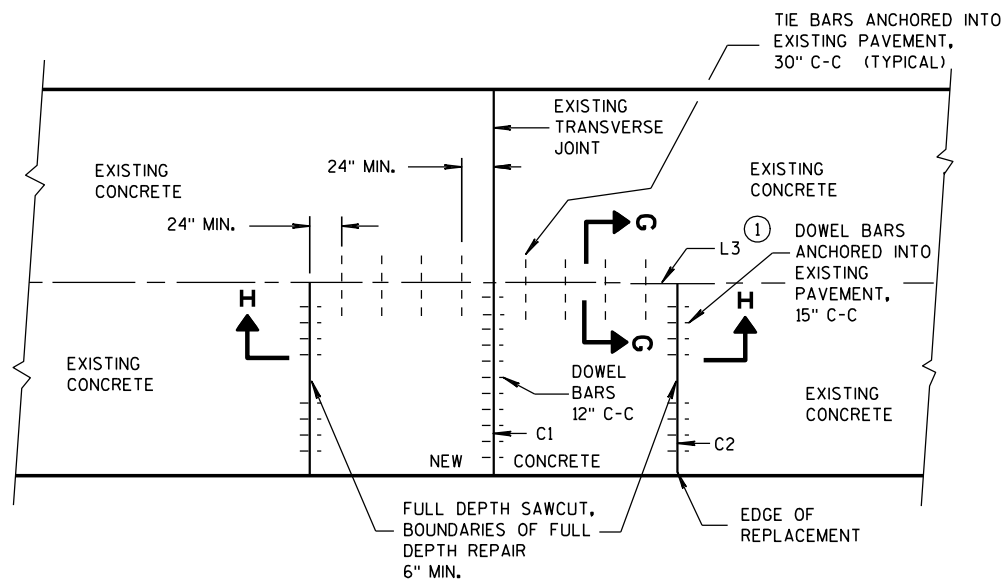 TIE BARS ANCHORED INTO
EXISTING PAVEMENT,
30" C-C (TYPICAL)
EXISTING
TRANSVERSE
JOINT
EXISTING
CONCRETE
24" MIN.
EXISTING
CONCRETE
24" MIN.
G
1
L3
DOWEL BARS
ANCHORED INTO
EXISTING
PAVEMENT,
15" C-C
H
H
G
EXISTING
CONCRETE
DOWEL
BARS
12" C-C
EXISTING
CONCRETE
C1
C2
NEW CONCRETE
FULL DEPTH SAWCUT,
BOUNDARIES OF FULL
DEPTH REPAIR
6" MIN.
EDGE OF
REPLACEMENT